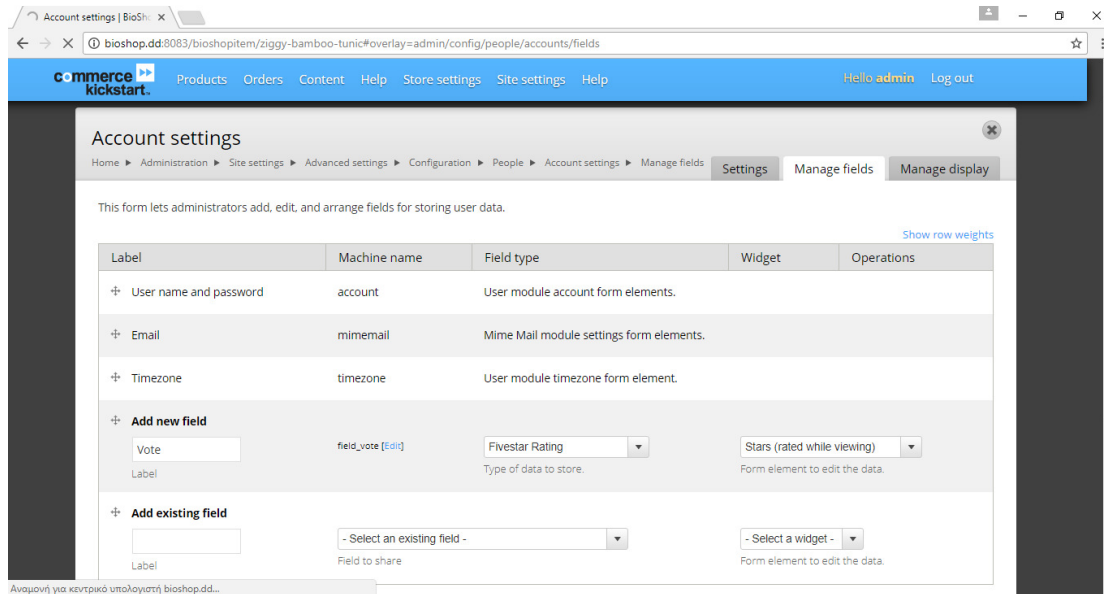 Account settings | BioSh
bioshop.dd:8083/bioshopitem/ziggy-bamboo-tunic#overlay=admin/config/people/accounts/fields
commerce kickstart. Products Orders Content Help Store settings Site settings Help Hello admin Log out
Account settings
Home ▶ Administration ▶ Site settings ▶ Advanced settings ▶ Configuration ▶ People ▶ Account settings ▶ Manage fields
Settings Manage fields Manage display
This form lets administrators add, edit, and arrange fields for storing user data.
Show row weights
Label Machine name Field type Widget Operations
User name and password account User module account form elements.
Email mimemail Mime Mail module settings form elements.
Timezone timezone User module timezone form element.
Add new field
Vote field_vote [Edit] Fivestar Rating Stars (rated while viewing)
Label Type of data to store. Form element to edit the data.
Add existing field
- Select an existing field - - Select a widget -
Label Field to share Form element to edit the data.
Αναμονή για κεντρικό υπολογιστή bioshop.dd...